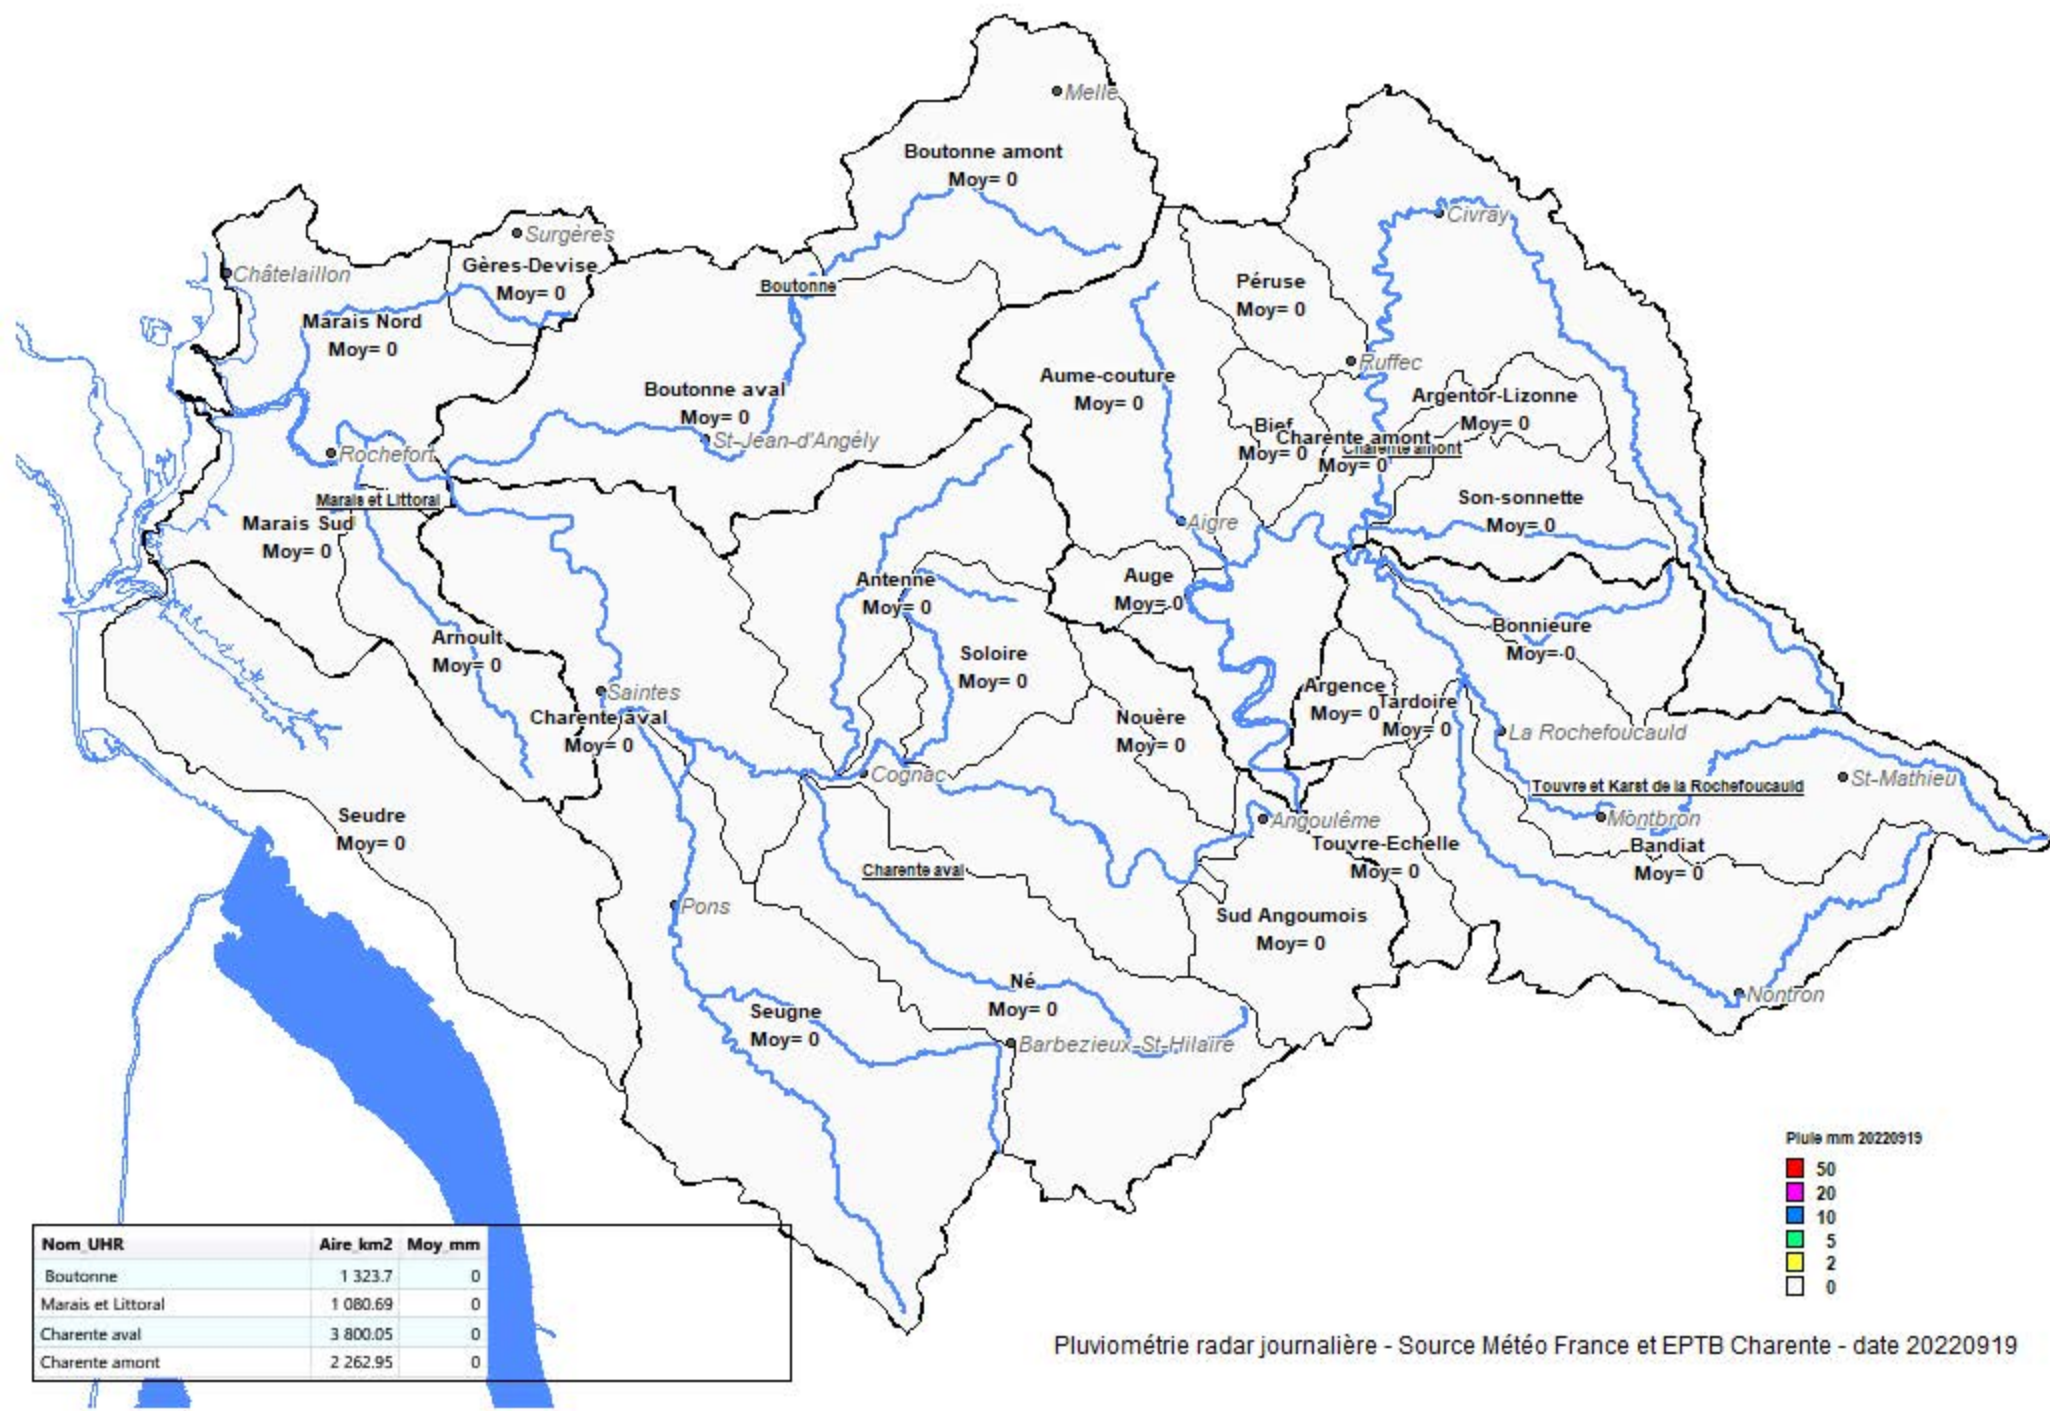 Melle
Boutonne amont
Moy= 0
Civray
Surgères
Gères-Devise
Moy= 0
Châtelaillon
Boutonne
Péruse
Moy= 0
Marais Nord
Moy= 0
Ruffec
Aume-couture
Moy= 0
Boutonne aval
Moy= 0
St-Jean-d'Angély
Argentor-Lizonne
Moy= 0
Bief
Moy= 0
Charente amont
Moy= 0
Charente amont
Rochefort
Marais et Littoral
Marais Sud
Moy= 0
Son-sonnette
Moy= 0
Aigre
Antenne
Moy= 0
Auge
Moy= 0
Bonnieure
Moy= 0
Arnoult
Moy= 0
Soloire
Moy= 0
Saintes
Charente aval
Moy= 0
Nouère
Moy= 0
Argence
Moy= 0
Tardoire
Moy= 0
La Rochefoucauld
Cognac
Touvre et Karst de la Rochefoucauld
St-Mathieu
Montbron
Seudre
Moy= 0
Angoulême
Touvre-Echelle
Moy= 0
Bandiat
Moy= 0
Charente aval
Pons
Sud Angoumois
Moy= 0
Né
Moy= 0
Nontron
Seugne
Moy= 0
Barbezieux-St-Hilaire
Pluie mm 20220919
50
20
10
5
2
0
Nom_UHR Aire_km2 Moy_mm
Boutonne 1 323.7 0
Marais et Littoral 1 080.69 0
Charente aval 3 800.05 0
Charente amont 2 262.95 0
Pluviométrie radar journalière - Source Météo France et EPTB Charente - date 20220919